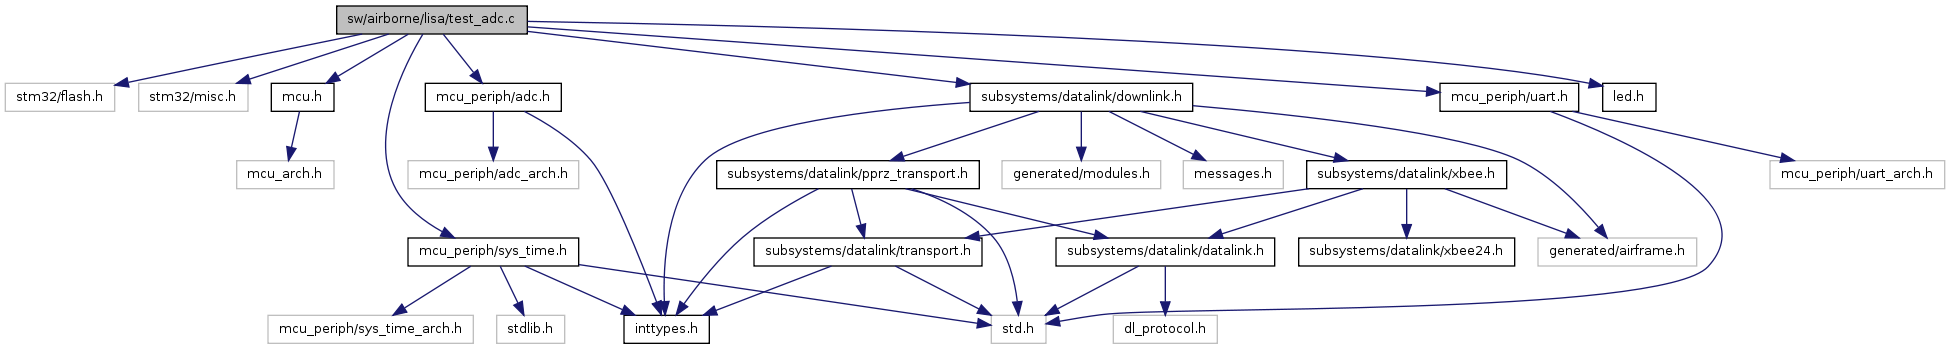 sw/airborne/lisa/test_adc.c
stm32/flash.h
stm32/misc.h
mcu.h
mcu_periph/adc.h
subsystems/datalink/downlink.h
mcu_periph/uart.h
led.h
mcu_arch.h
mcu_periph/adc_arch.h
subsystems/datalink/pprz_transport.h
generated/modules.h
messages.h
subsystems/datalink/xbee.h
mcu_periph/uart_arch.h
mcu_periph/sys_time.h
subsystems/datalink/transport.h
subsystems/datalink/datalink.h
subsystems/datalink/xbee24.h
generated/airframe.h
mcu_periph/sys_time_arch.h
stdlib.h
inttypes.h
std.h
dl_protocol.h